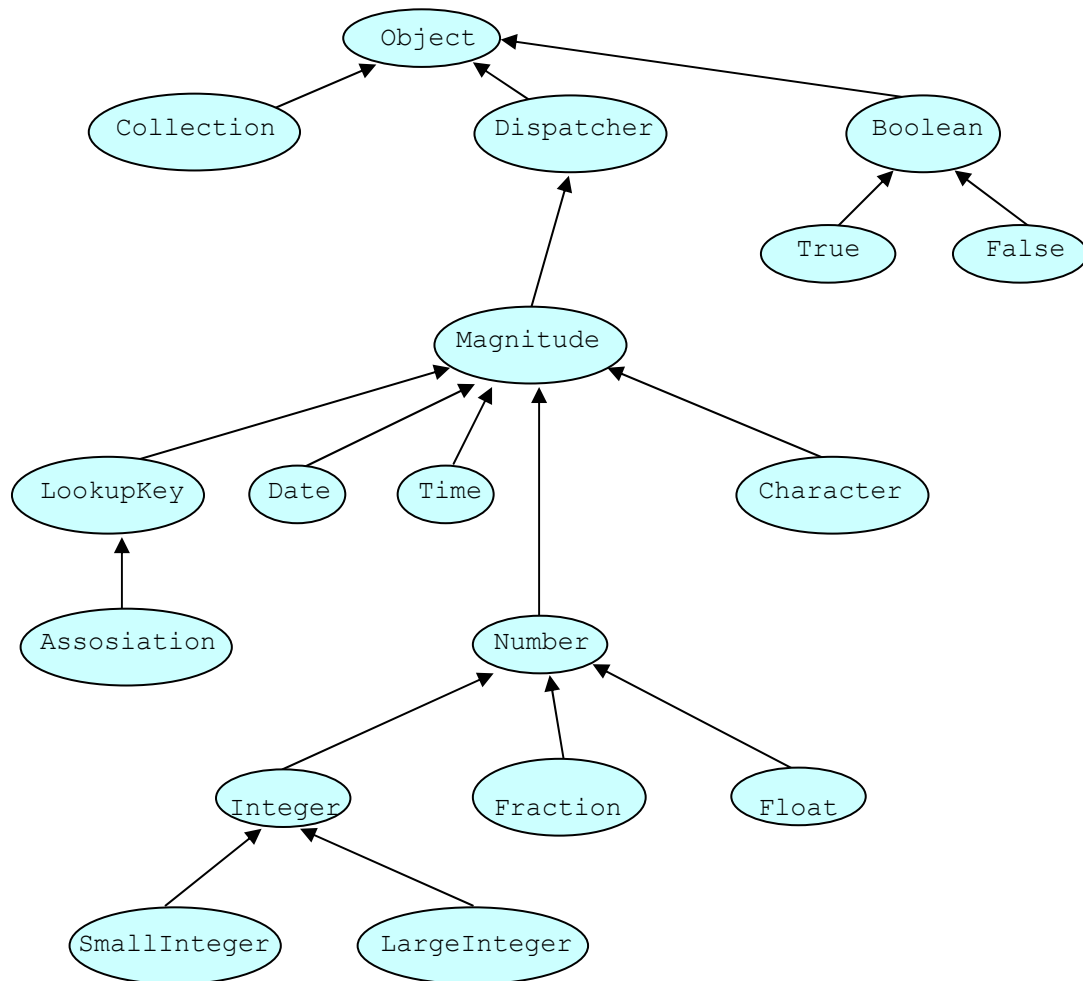 Object
Collection
Dispatcher
Boolean
True
False
Magnitude
LookupKey
Date
Time
Character
Assosiation
Number
Integer
Fraction
Float
SmallInteger
LargeInteger